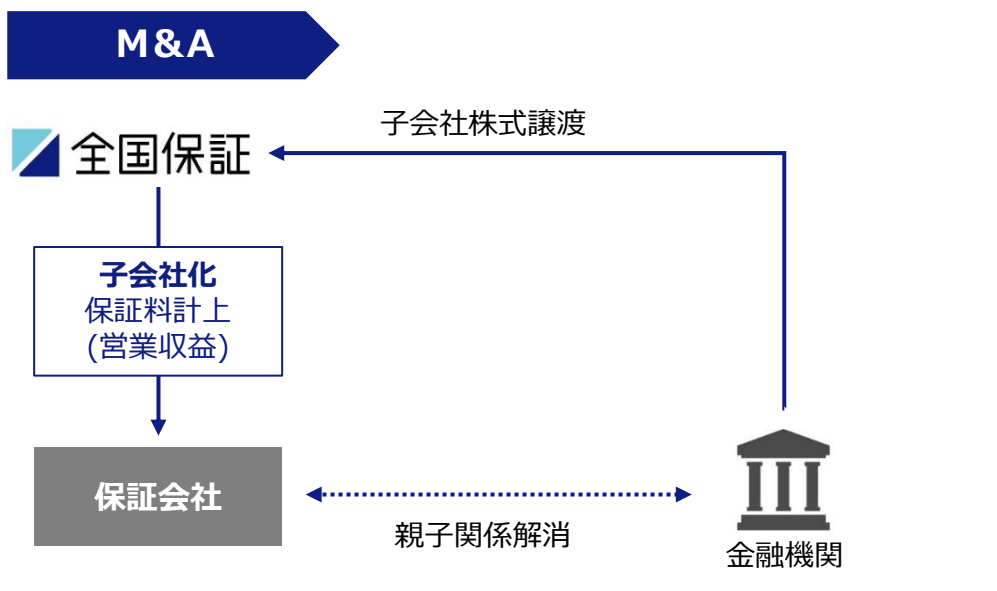 M&A
子会社株式譲渡
全国保証
子会社化
保証料計上
(営業収益)
保証会社
親子関係解消
金融機関